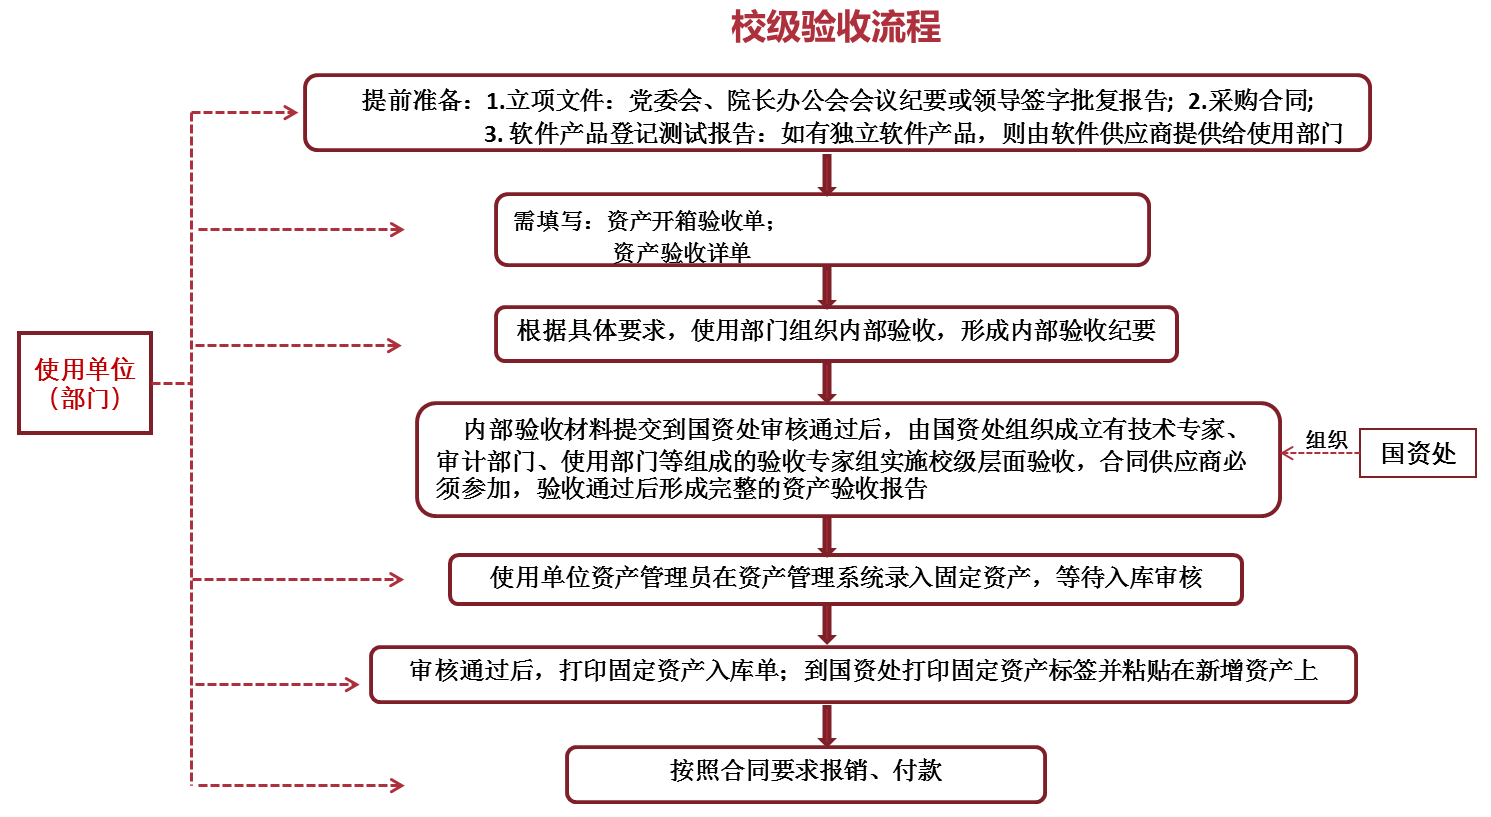 校级验收流程
提前准备：1.立项文件：党委会、院长办公会会议纪要或领导签字批复报告; 2.采购合同;
3. 软件产品登记测试报告：如有独立软件产品，则由软件供应商提供给使用部门
需填写：资产开箱验收单；
资产验收详单
根据具体要求，使用部门组织内部验收，形成内部验收纪要
使用单位
（部门）
内部验收材料提交到国资处审核通过后，由国资处组织成立有技术专家、
审计部门、使用部门等组成的验收专家组实施校级层面验收，合同供应商必
须参加，验收通过后形成完整的资产验收报告
组织
国资处
使用单位资产管理员在资产管理系统录入固定资产，等待入库审核
审核通过后，打印固定资产入库单；到国资处打印固定资产标签并粘贴在新增资产上
按照合同要求报销、付款